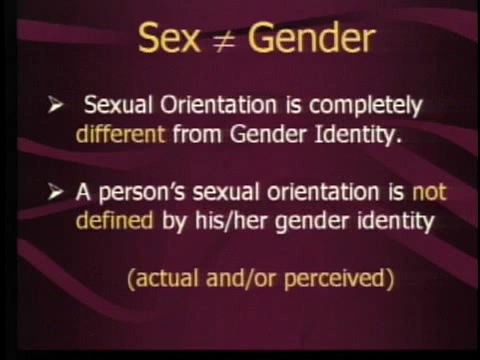 Sex ≠ Gender
➢ Sexual Orientation is completely
different from Gender Identity.
➢ A person's sexual orientation is not
defined by his/her gender identity
(actual and/or perceived)